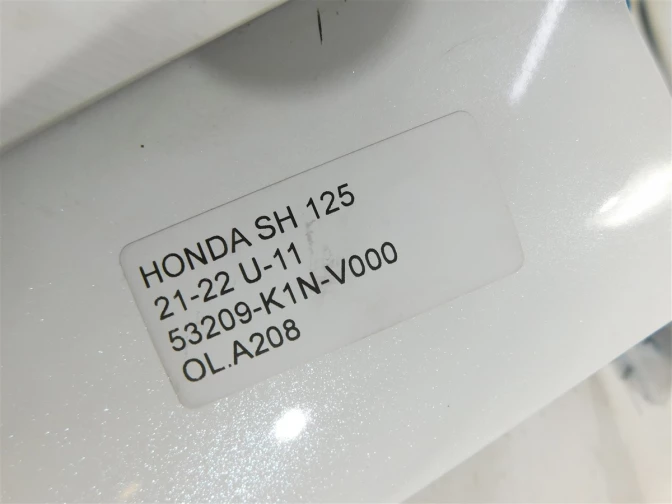 HONDA SH 125
21-22 U-11
53209-K1N-V000
OL.A208